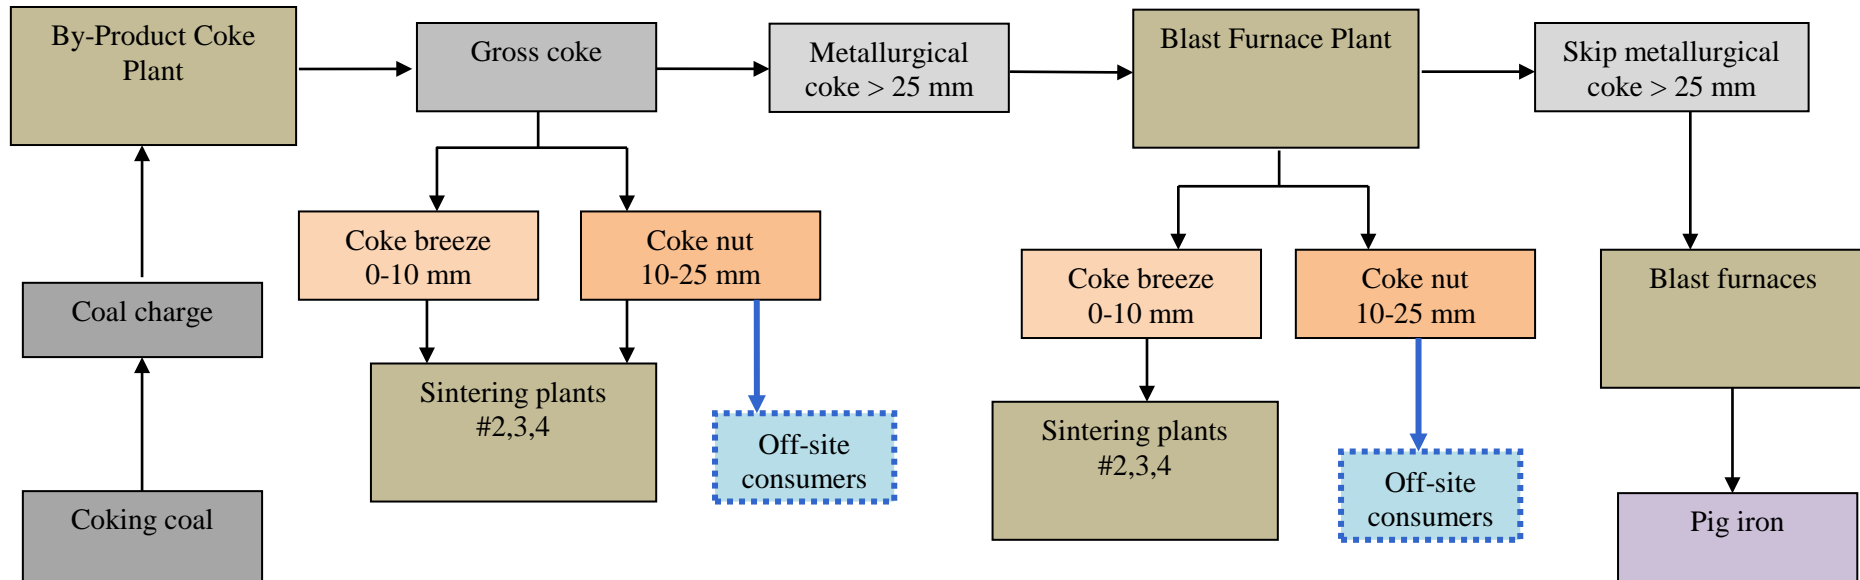 By-Product Coke
Plant
Gross coke
Metallurgical
coke > 25 mm
Blast Furnace Plant
Skip metallurgical
coke > 25 mm
Coke breeze
0-10 mm
Coke nut
10-25 mm
Coke breeze
0-10 mm
Coke nut
10-25 mm
Blast furnaces
Coal charge
Sintering plants
#2,3,4
Off-site
consumers
Sintering plants
#2,3,4
Off-site
consumers
Coking coal
Pig iron